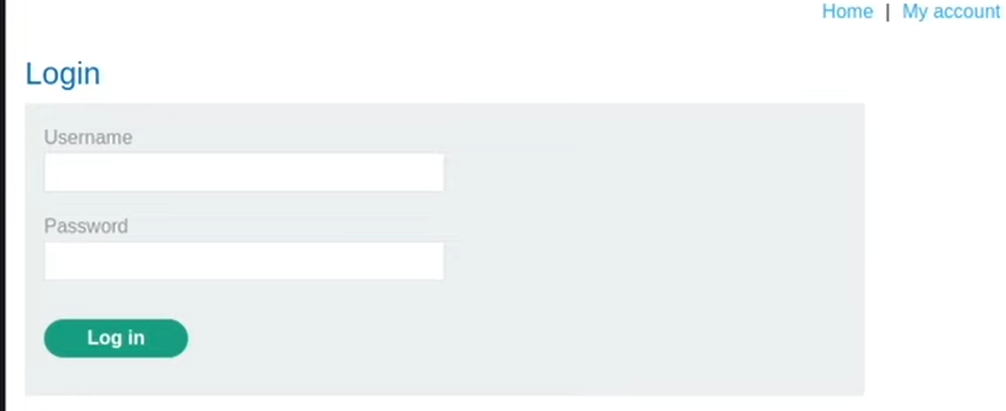 Home | My account
Login
Username
Password
Log in